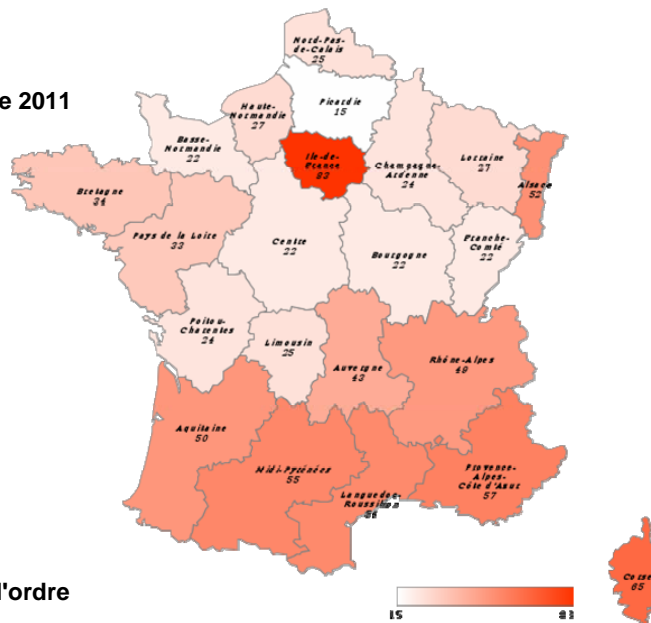 Nord-Pas-
de-Calais
25
e 2011
Picardie
15
Haute-
Normandie
27
Basse-
Normandie
22
Ile-de-
France
83
Champagne-
Ardenne
24
Lorraine
27
Alsace
52
Bretagne
34
Pays de la Loire
33
Centre
22
Bourgogne
22
Franche-
Comté
22
Poitou-
Charentes
24
Limousin
25
Auvergne
43
Rhône-Alpes
49
Aquitaine
50
Midi-Pyrénées
55
Languedoc-
Roussillon
Provence-
Alpes-
Côte d'Azur
57
Corse
65
l'ordre
15
83